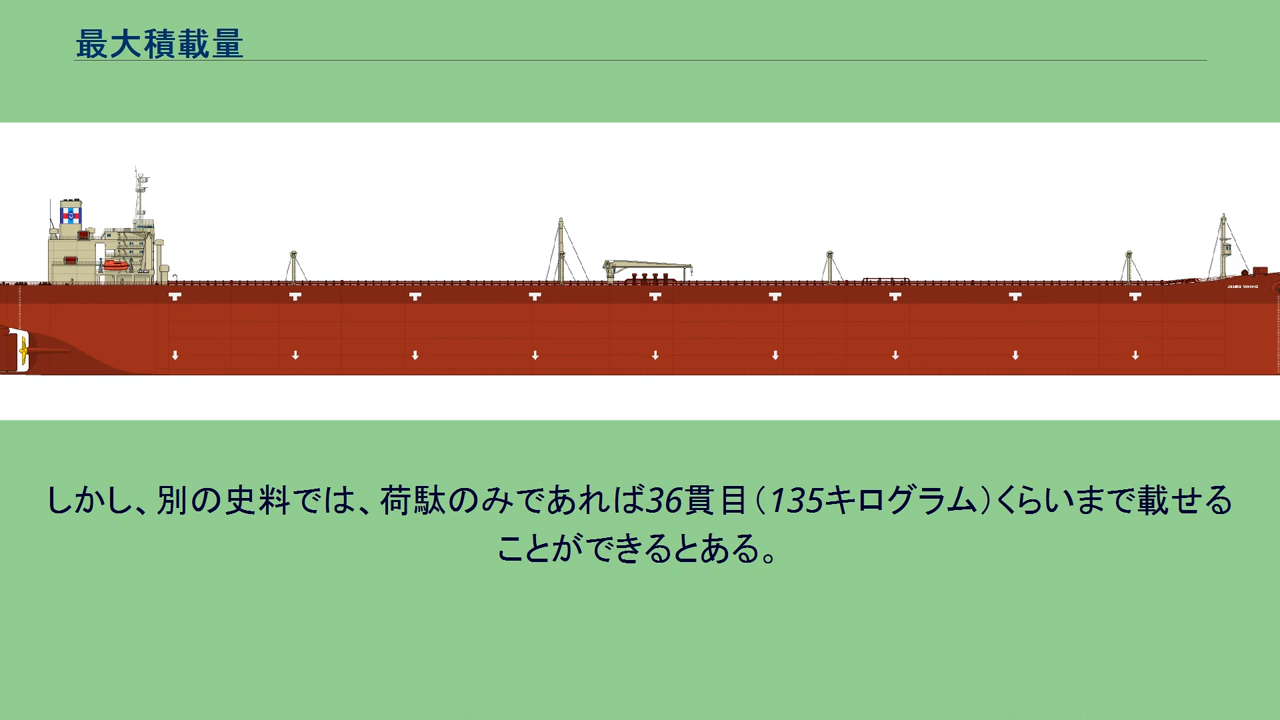 最大積載量
しかし、別の史料では、荷駄のみであれば36貫目（135キログラム）くらいまで載せる
ことができるとある。